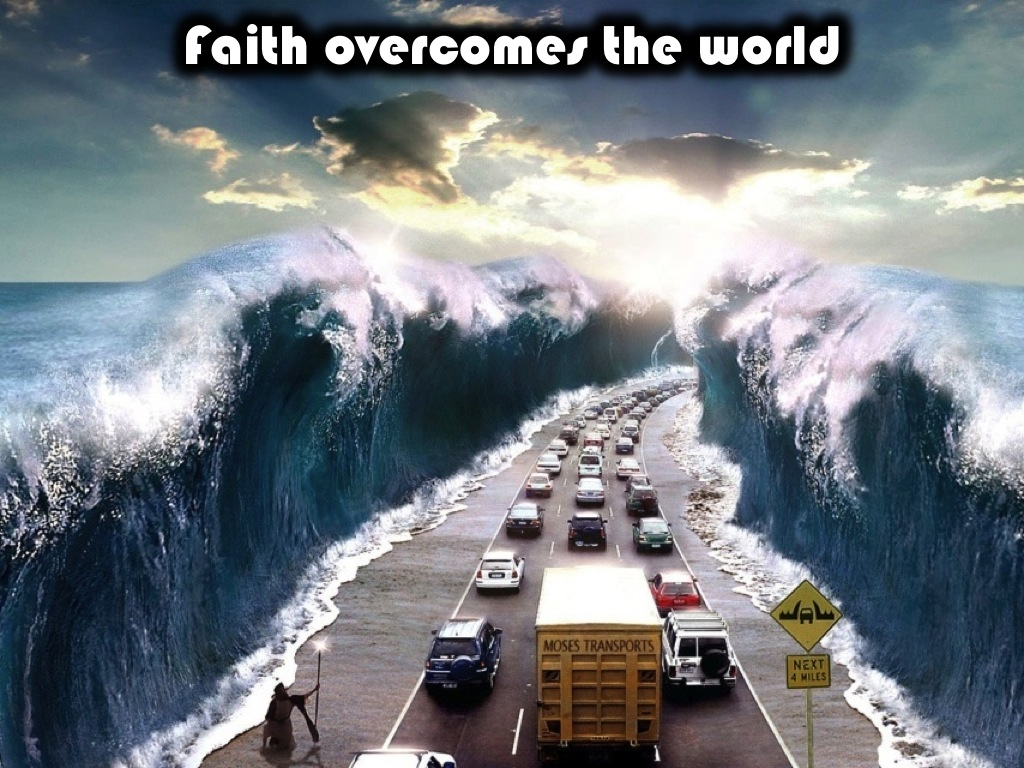 Faith overcomes the world
MOSES TRANSPORTS
NEXT
4 MILES